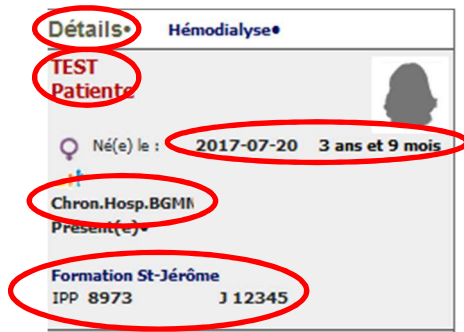 Détails• Hémodialyse•
TEST
Patiente
Né(e) le : 2017-07-20 3 ans et 9 mois
Chron.Hosp.BGMN
Présent(e)•
Formation St-Jérôme
IPP 8973 J 12345